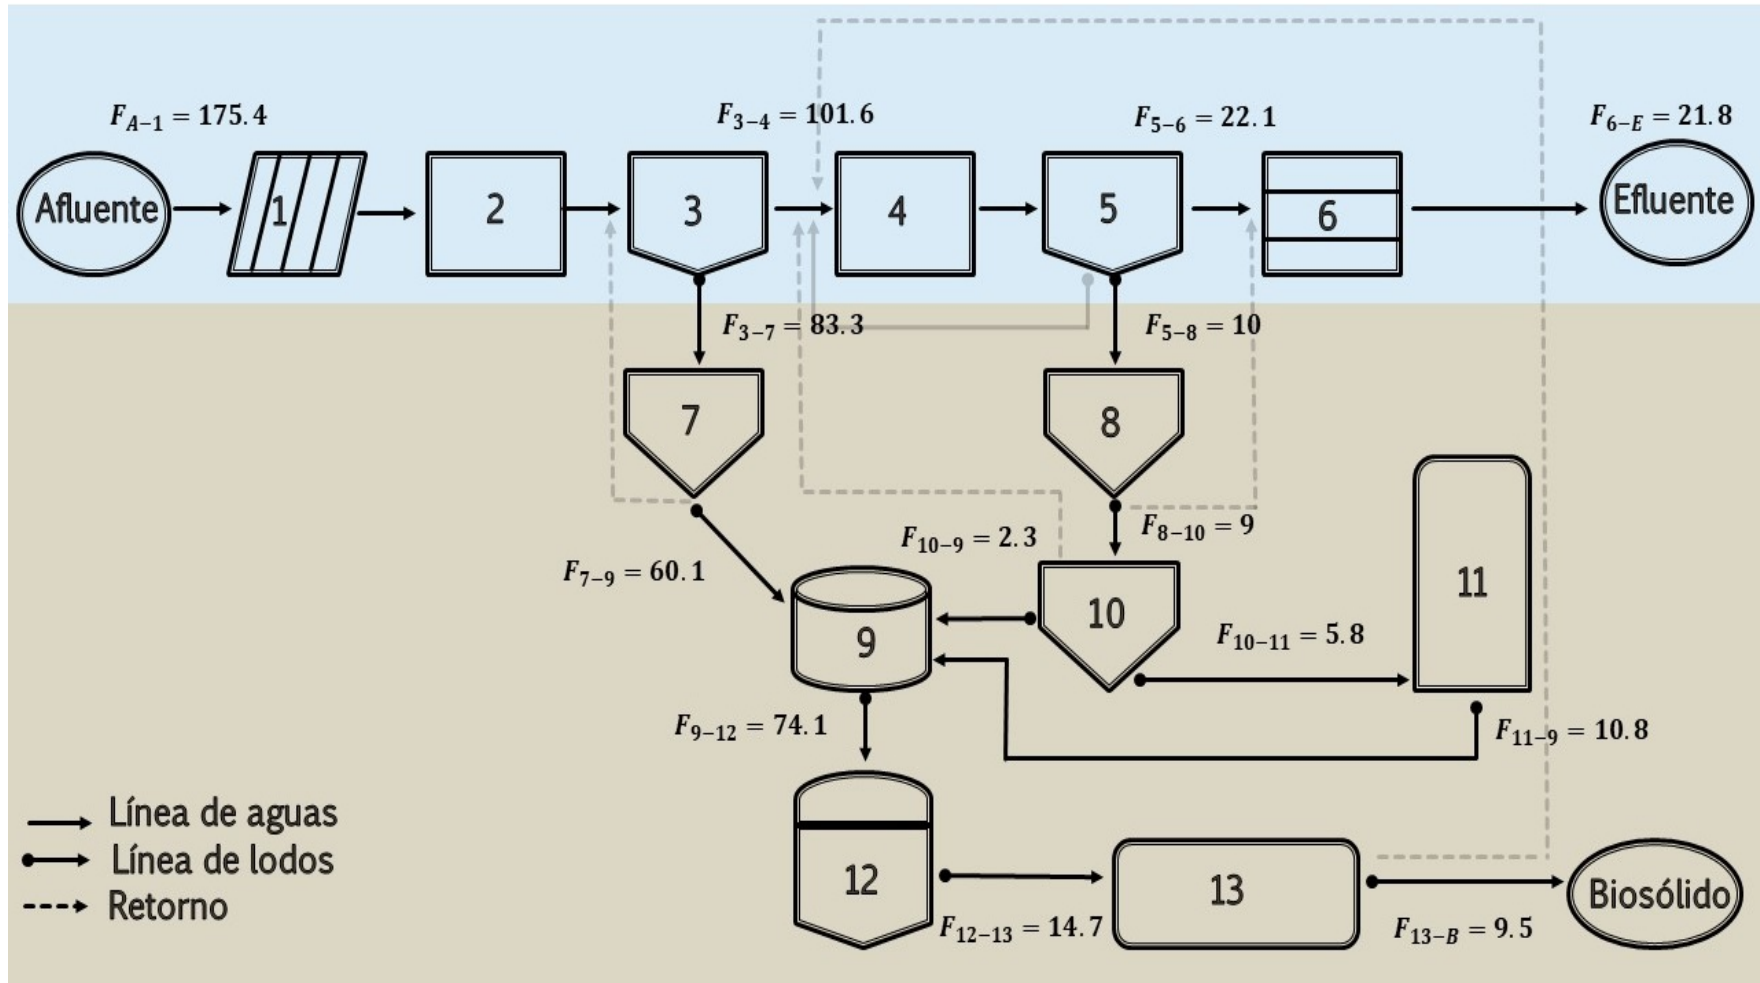 F_{A-1} = 175.4
F_{3-4} = 101.6
F_{5-6} = 22.1
F_{6-E} = 21.8
Afluente
1
2
3
4
5
6
Efluente
F_{3-7} = 83.3
F_{5-8} = 10
7
8
F_{8-10} = 9
F_{10-9} = 2.3
F_{7-9} = 60.1
9
10
11
F_{10-11} = 5.8
F_{9-12} = 74.1
F_{11-9} = 10.8
Línea de aguas
Línea de lodos
Retorno
12
13
Biosólido
F_{12-13} = 14.7
F_{13-B} = 9.5